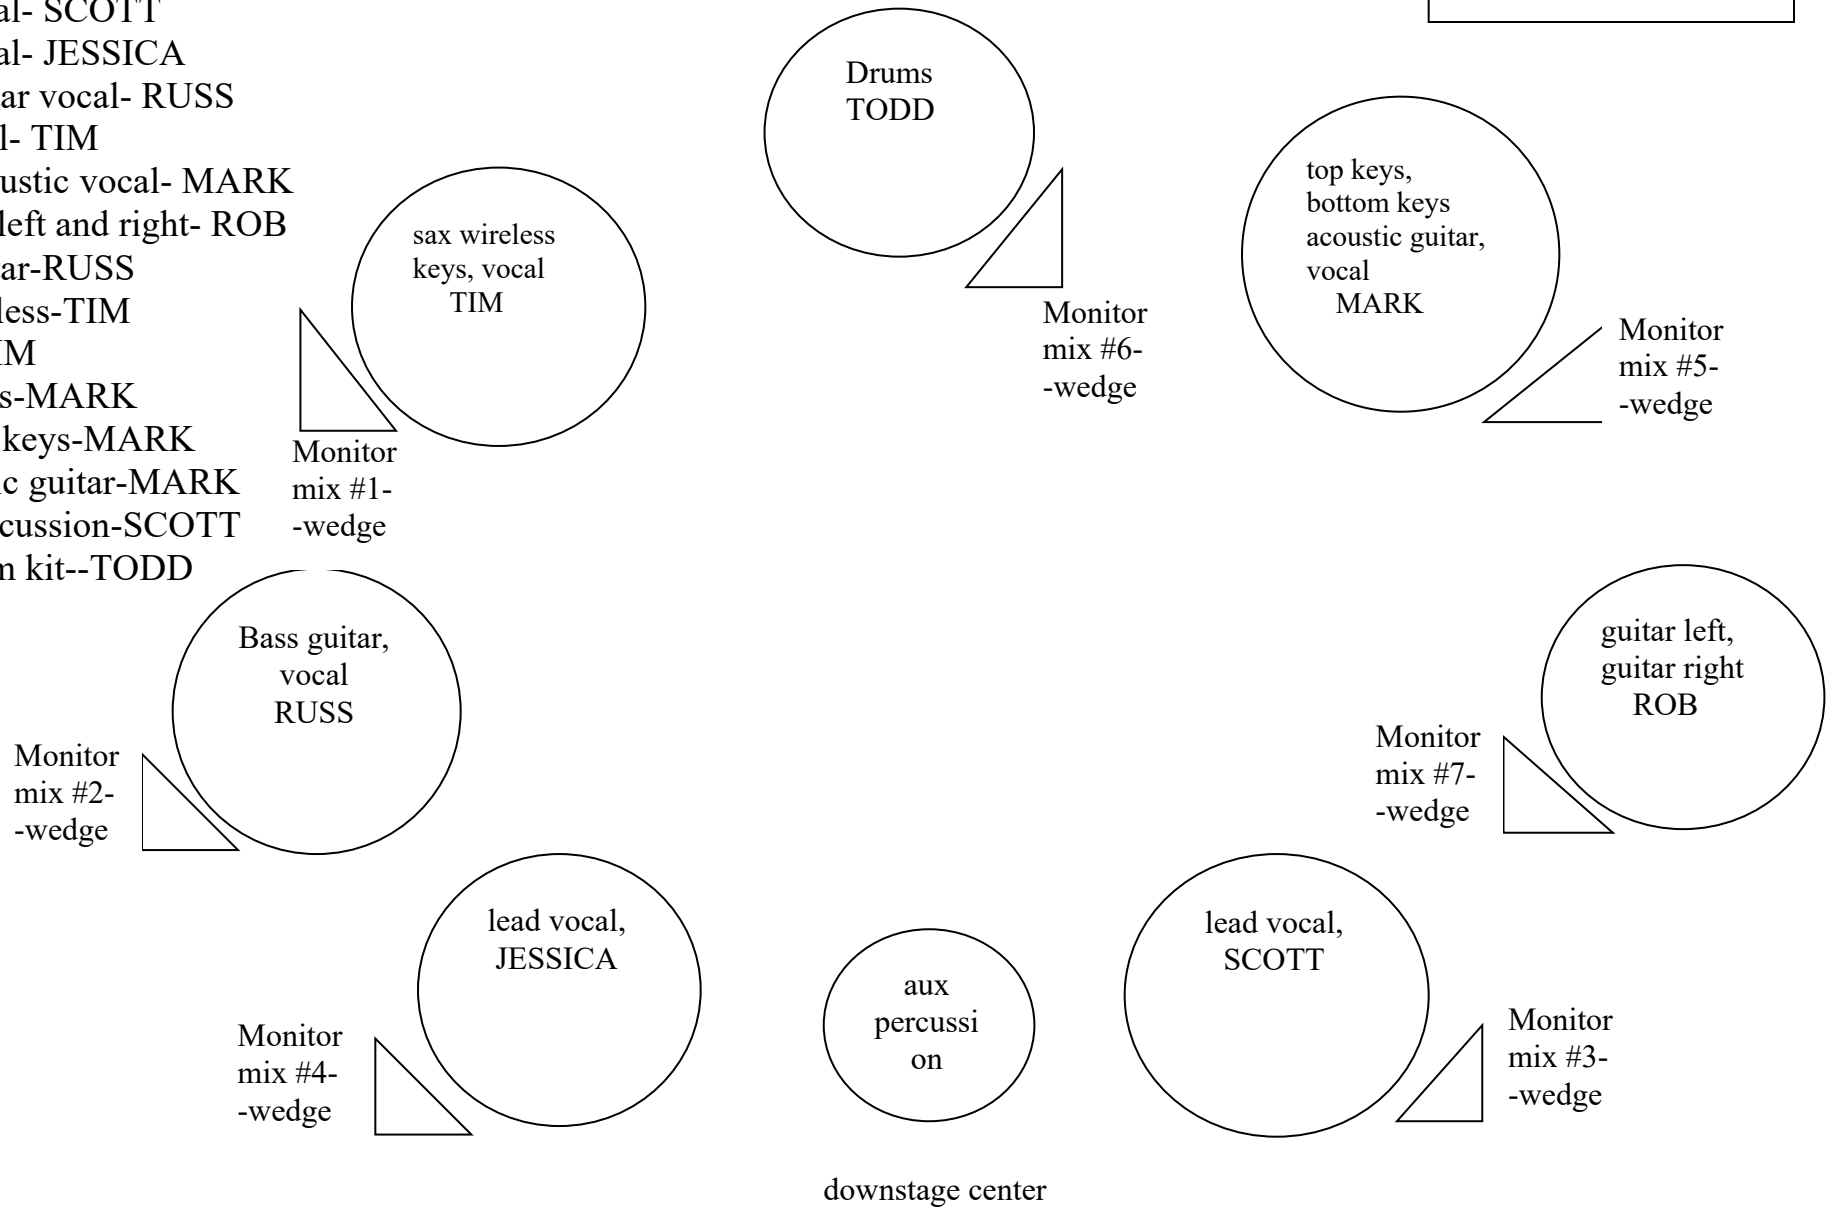 al- SCOTT
al- JESSICA
tar vocal- RUSS
l- TIM
ustic vocal- MARK
left and right- ROB
tar-RUSS
less-TIM
IM
s-MARK
keys-MARK
ic guitar-MARK
cussion-SCOTT
m kit--TODD
Drums
TODD
top keys,
bottom keys
acoustic guitar,
vocal
MARK
sax wireless
keys, vocal
TIM
Monitor
mix #6-
-wedge
Monitor
mix #5-
-wedge
Monitor
mix #1-
-wedge
Bass guitar,
vocal
RUSS
guitar left,
guitar right
ROB
Monitor
mix #2-
-wedge
Monitor
mix #7-
-wedge
lead vocal,
JESSICA
aux
percussi
on
lead vocal,
SCOTT
Monitor
mix #4-
-wedge
Monitor
mix #3-
-wedge
downstage center